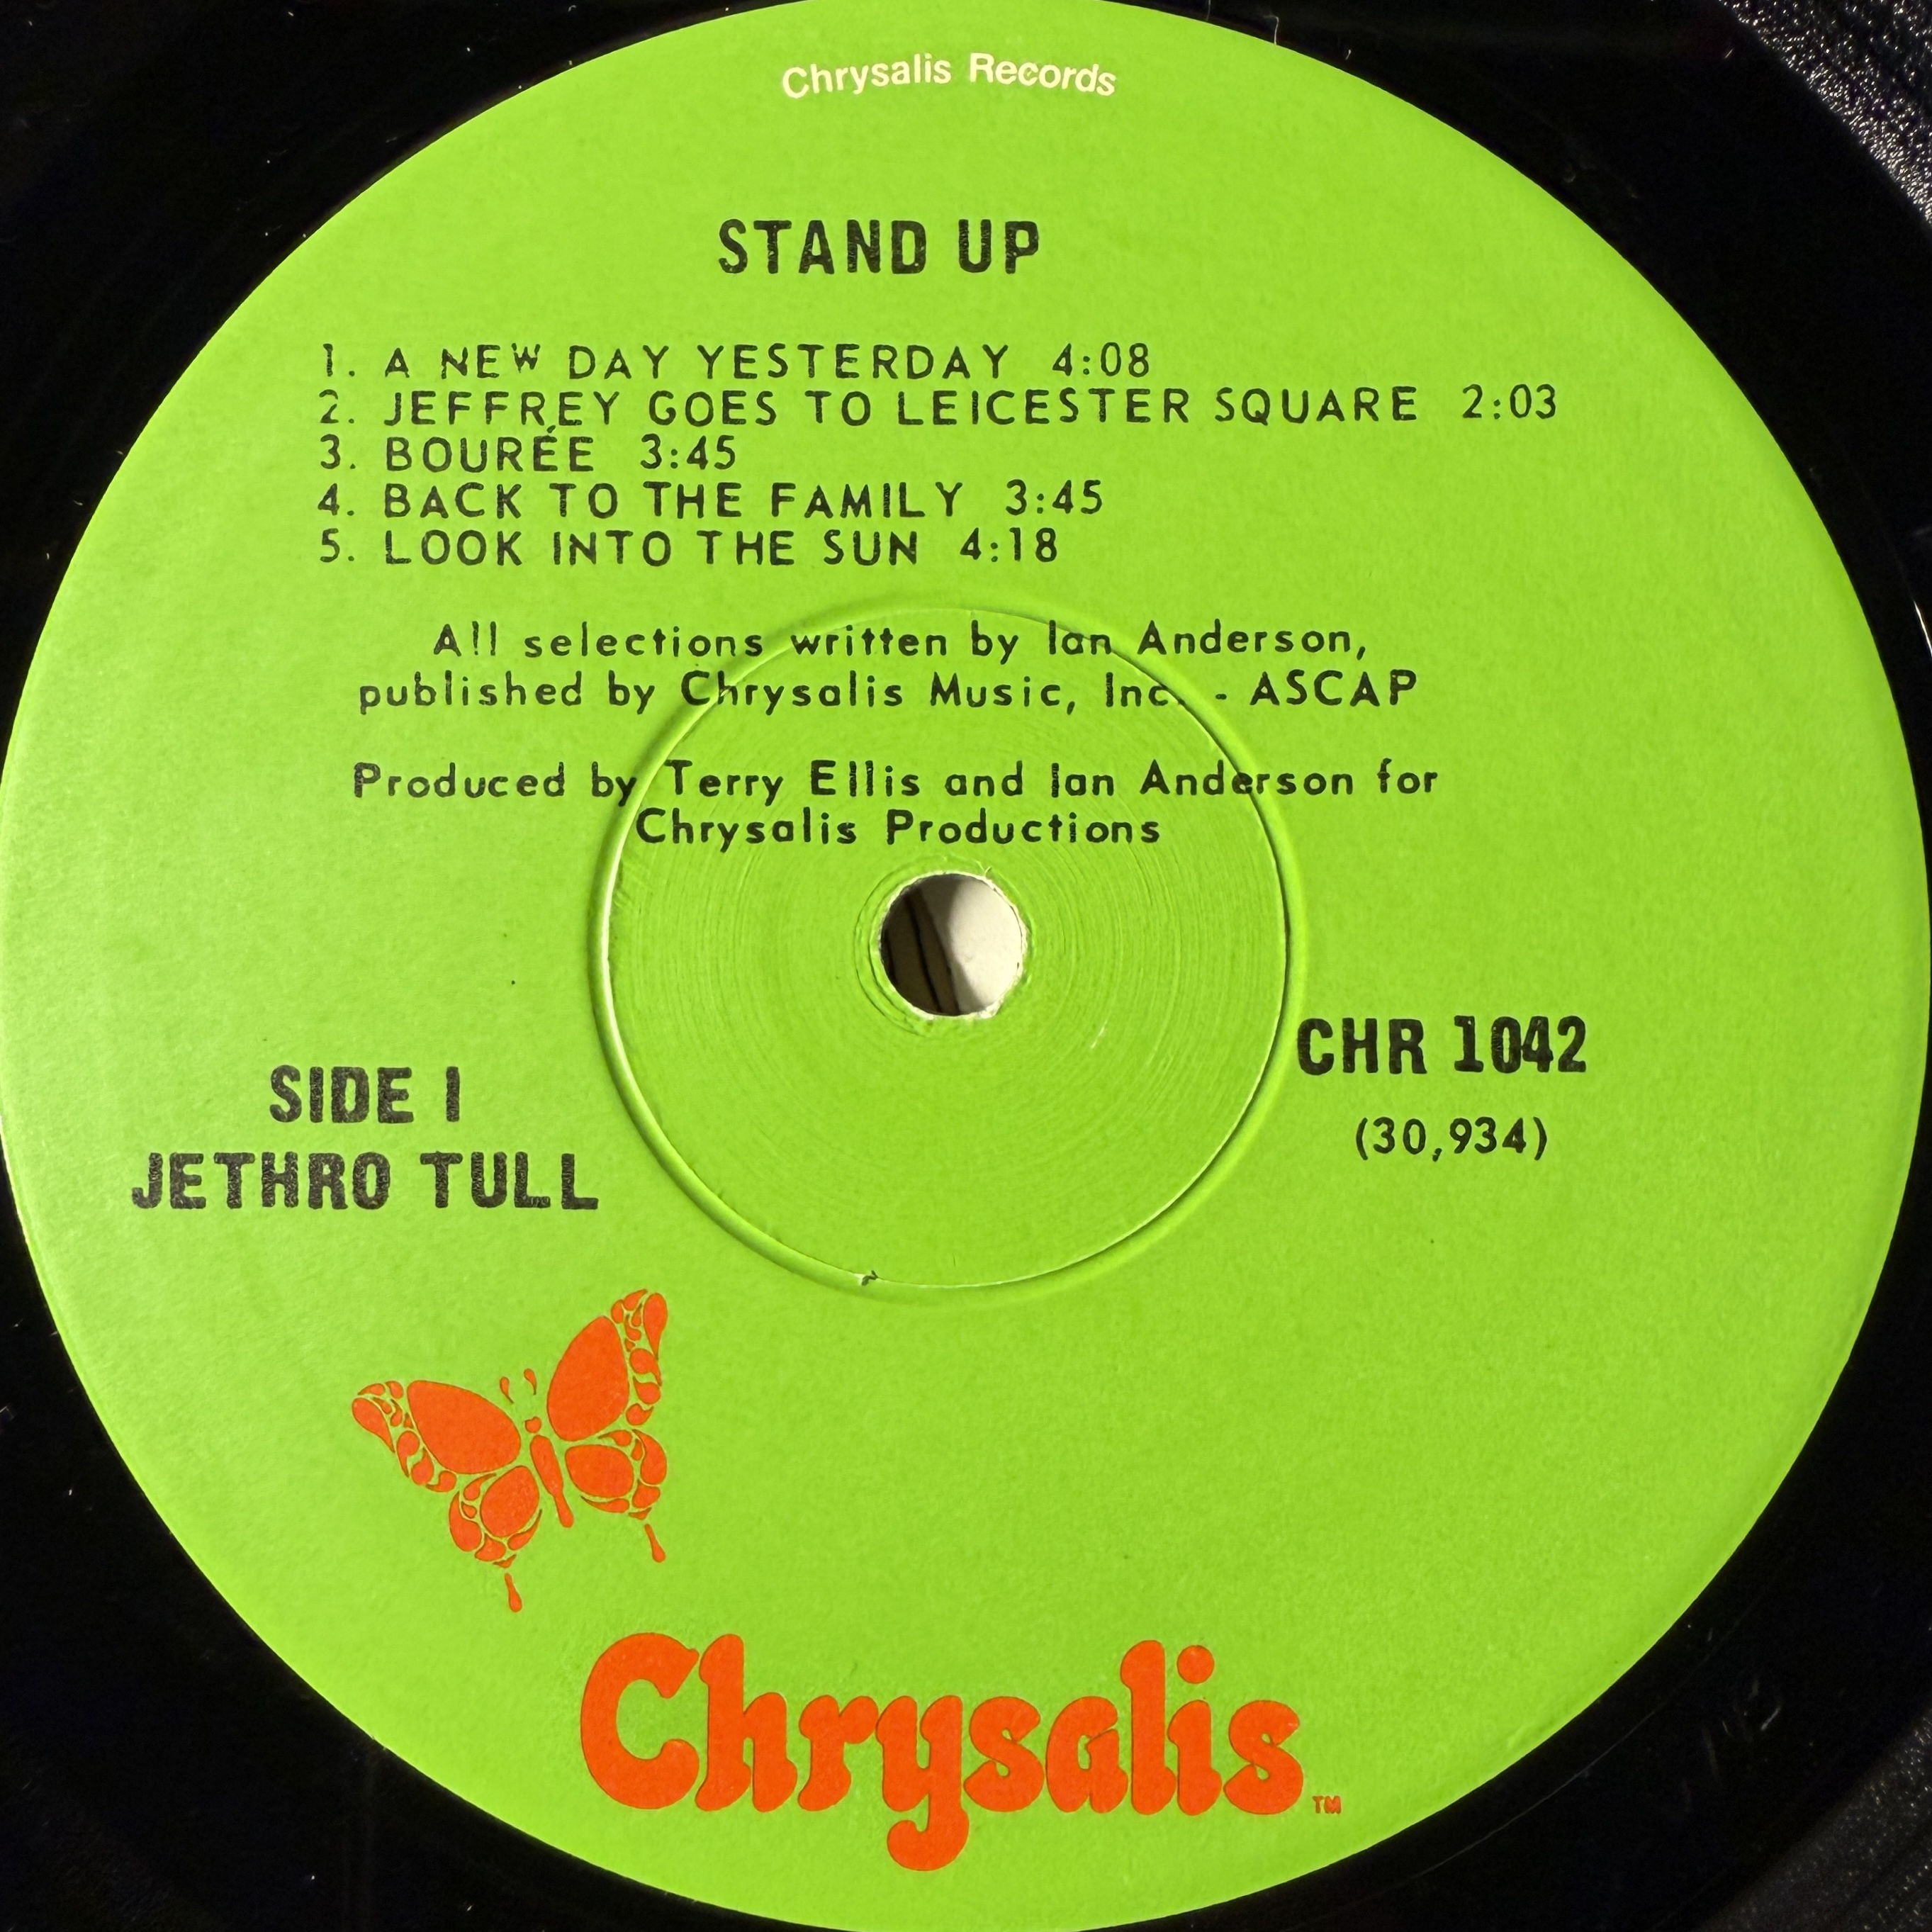 Chrysalis Records
STAND UP
1. A NEW DAY YESTERDAY 4:08
2. JEFFREY GOES TO LEICESTER SQUARE 2:03
3. BOURÉE 3:45
4. BACK TO THE FAMILY 3:45
5. LOOK INTO THE SUN 4:18
All selections written by Ian Anderson,
published by Chrysalis Music, Inc. - ASCAP
Produced by Terry Ellis and Ian Anderson for
Chrysalis Productions
CHR 1042
(30,934)
SIDE 1
JETHRO TULL
Chrysalis TM